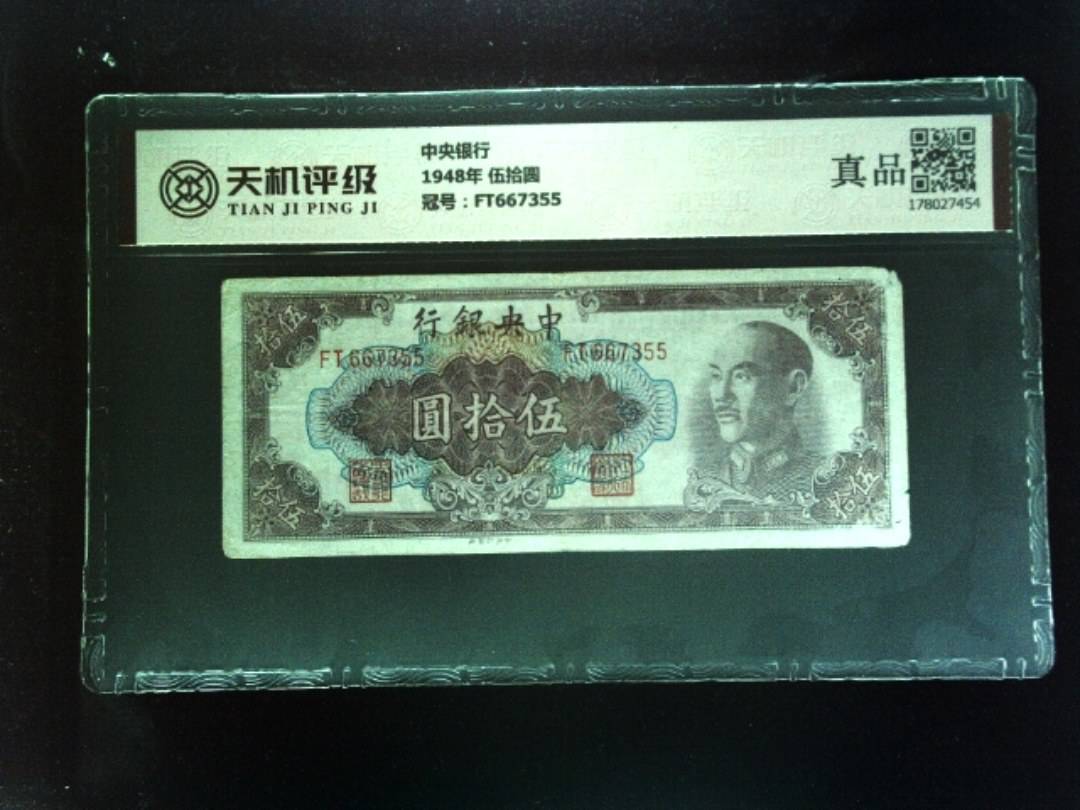 天机评级
TIAN JI PING JI
中央银行
1948年 伍拾圆
冠号：FT667355
真品
178027454
行銀央中
拾伍
拾伍
FT667355
FT667355
圓拾伍
拾伍
拾伍